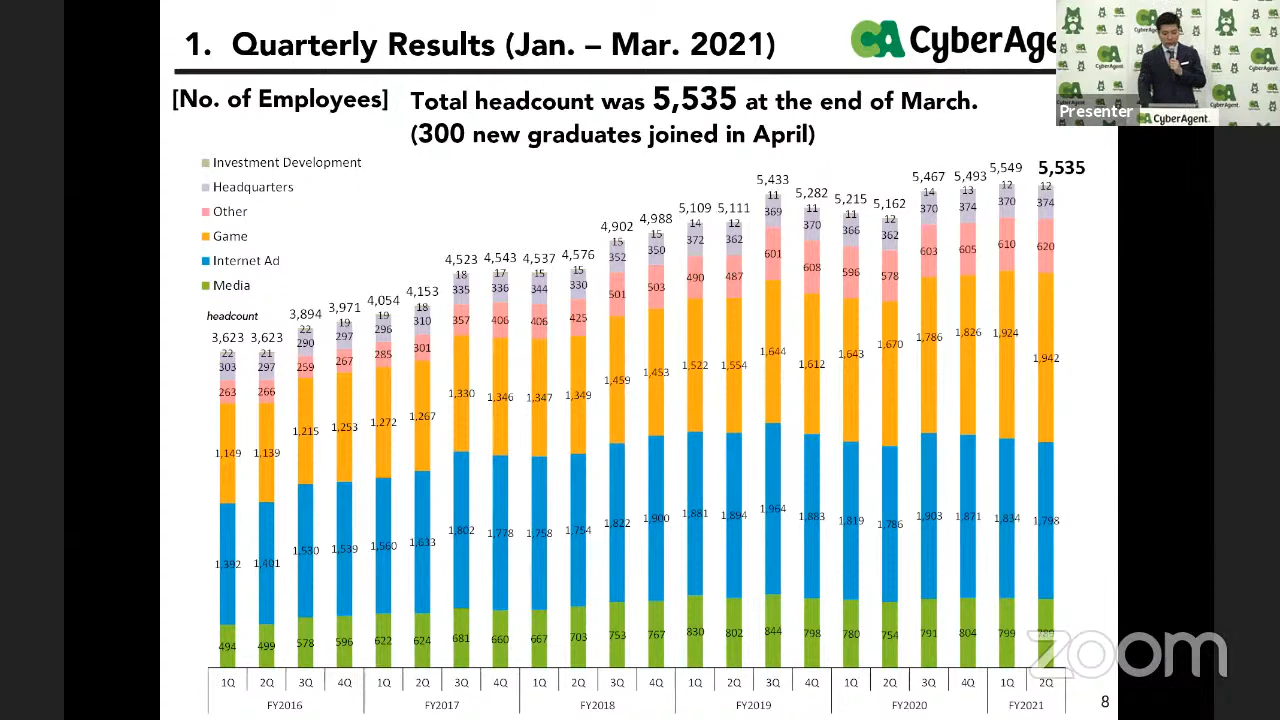 1. Quarterly Results (Jan. – Mar. 2021)
CyberAge
Presenter
CyberAgent.
[No. of Employees] Total headcount was 5,535 at the end of March.
(300 new graduates joined in April)
Investment Development
Headquarters
Other
Game
Internet Ad
Media
headcount
3,623 3,623 3,894 3,971 4,054 4,153 4,523 4,543 4,537 4,576 4,902 4,988 5,109 5,111 5,433 5,282 5,215 5,162 5,467 5,493 5,549 5,535
22 21 22 19 19 18 18 17 15 15 15 15 14 12 11 11 11 12 14 13 12 12
303 297 290 297 296 310 335 336 344 330 352 350 372 362 369 370 366 362 370 374 370 374
263 266 259 267 285 301 357 406 406 425 501 503 490 487 601 608 596 578 603 605 610 620
1,149 1,139 1,215 1,253 1,272 1,267 1,330 1,346 1,347 1,349 1,459 1,453 1,522 1,554 1,644 1,612 1,643 1,670 1,786 1,826 1,924 1,942
1,392 1,401 1,530 1,539 1,560 1,633 1,802 1,778 1,758 1,754 1,822 1,900 1,881 1,894 1,964 1,883 1,819 1,786 1,903 1,871 1,834 1,798
494 499 578 596 622 624 681 660 667 703 753 767 830 802 844 798 780 754 791 804 799
1Q 2Q 3Q 4Q 1Q 2Q 3Q 4Q 1Q 2Q 3Q 4Q 1Q 2Q 3Q 4Q 1Q 2Q 3Q 4Q 1Q 2Q
FY2016 FY2017 FY2018 FY2019 FY2020 FY2021
8
zoom